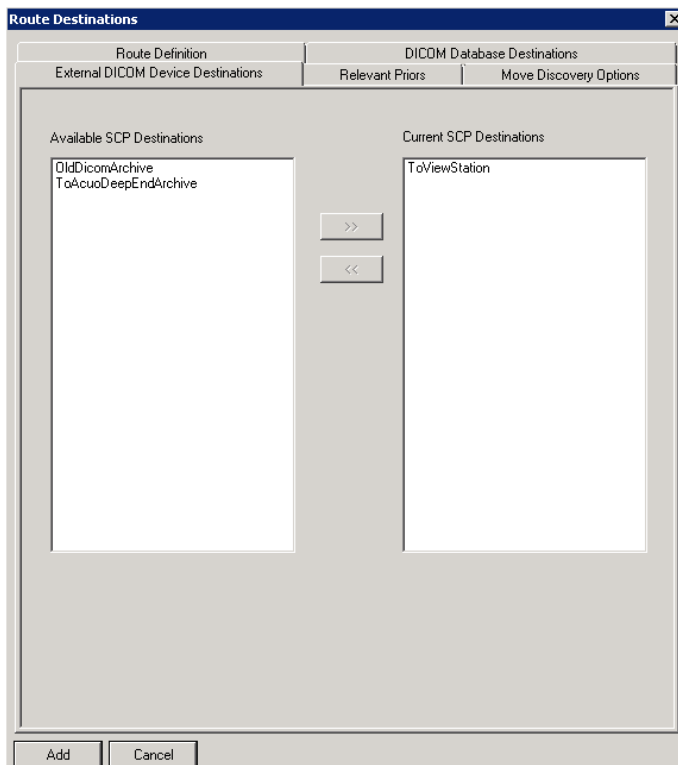 Route Destinations
Route Definition
DICOM Database Destinations
External DICOM Device Destinations
Relevant Priors
Move Discovery Options
Available SCP Destinations
Current SCP Destinations
OldDicomArchive
ToAcuoDeepEndArchive
ToViewStation
>>
<<
Add
Cancel